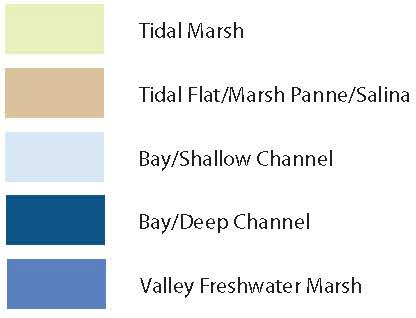 Tidal Marsh
Tidal Flat/Marsh Panne/Salina
Bay/Shallow Channel
Bay/Deep Channel
Valley Freshwater Marsh